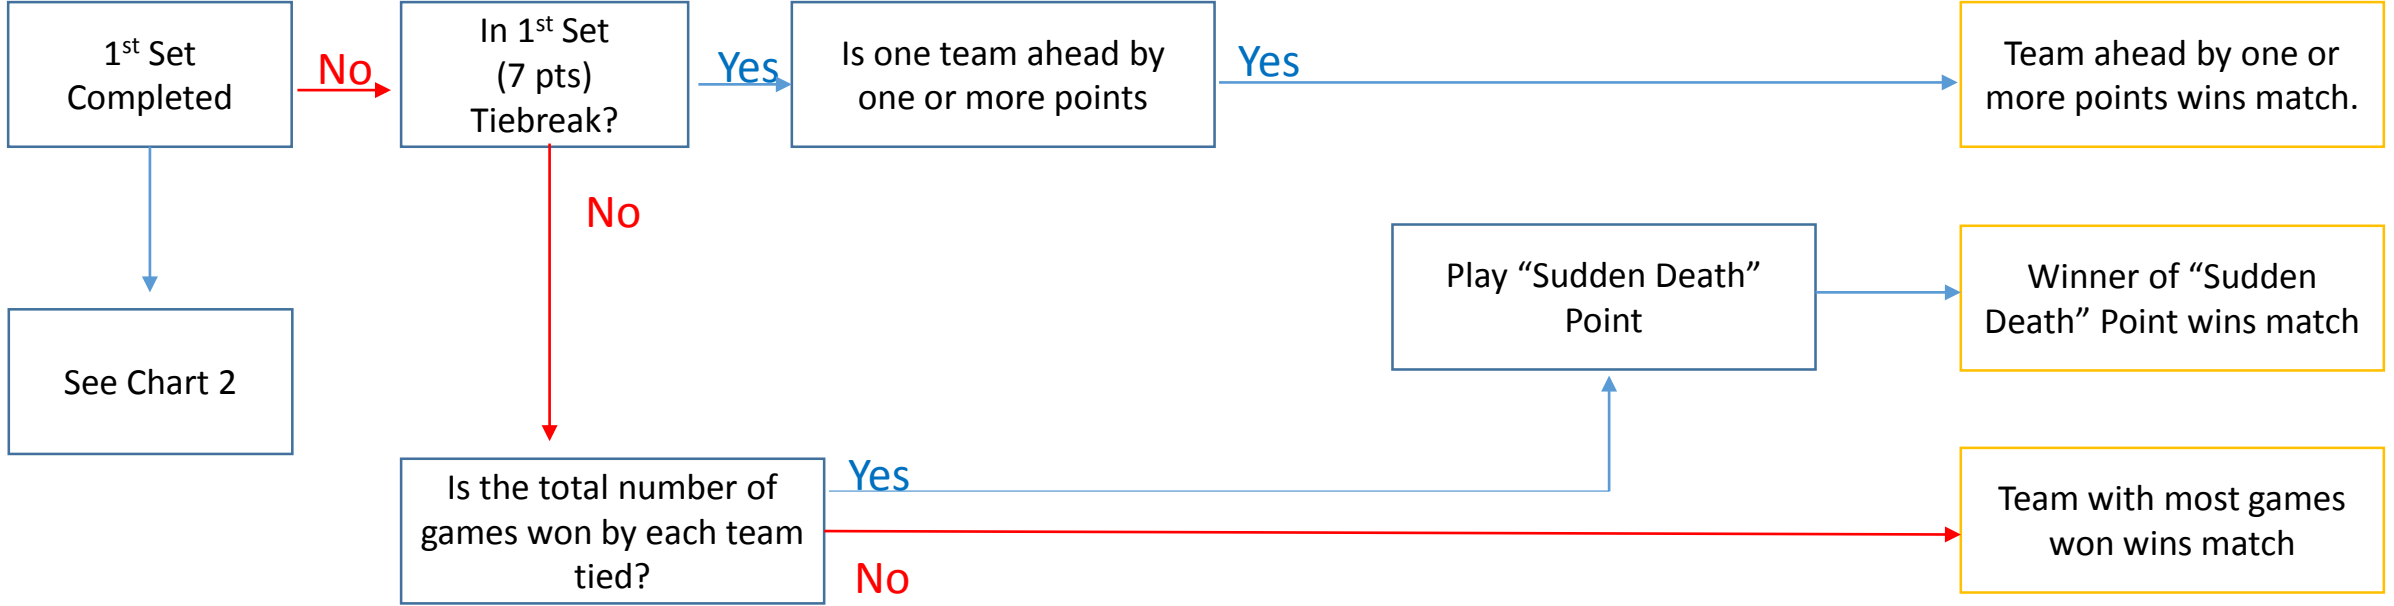 1st Set
Completed
No
In 1st Set
(7 pts)
Tiebreak?
Yes
Is one team ahead by
one or more points
Yes
Team ahead by one or
more points wins match.
No
Play “Sudden Death”
Point
Winner of “Sudden
Death” Point wins match
See Chart 2
Is the total number of
games won by each team
tied?
Yes
No
Team with most games
won wins match